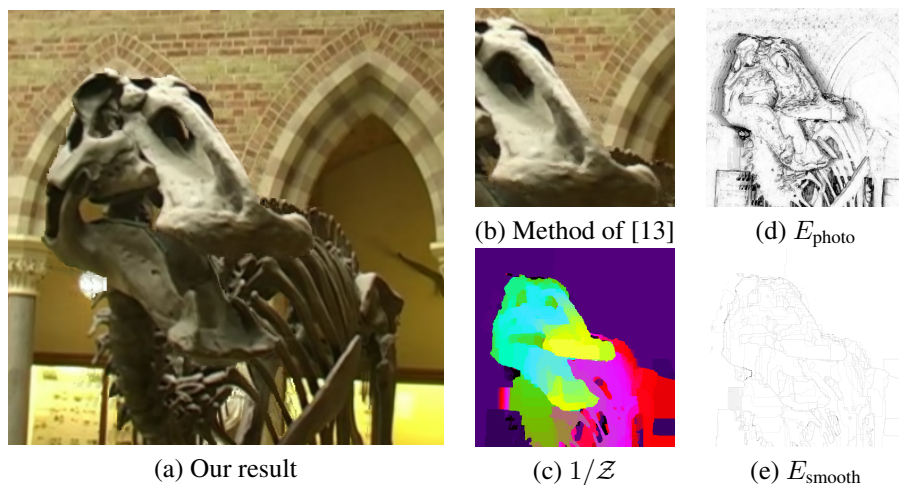 (a) Our result
(b) Method of [13]
(c) 1/Z
(d) E_photo
(e) E_smooth